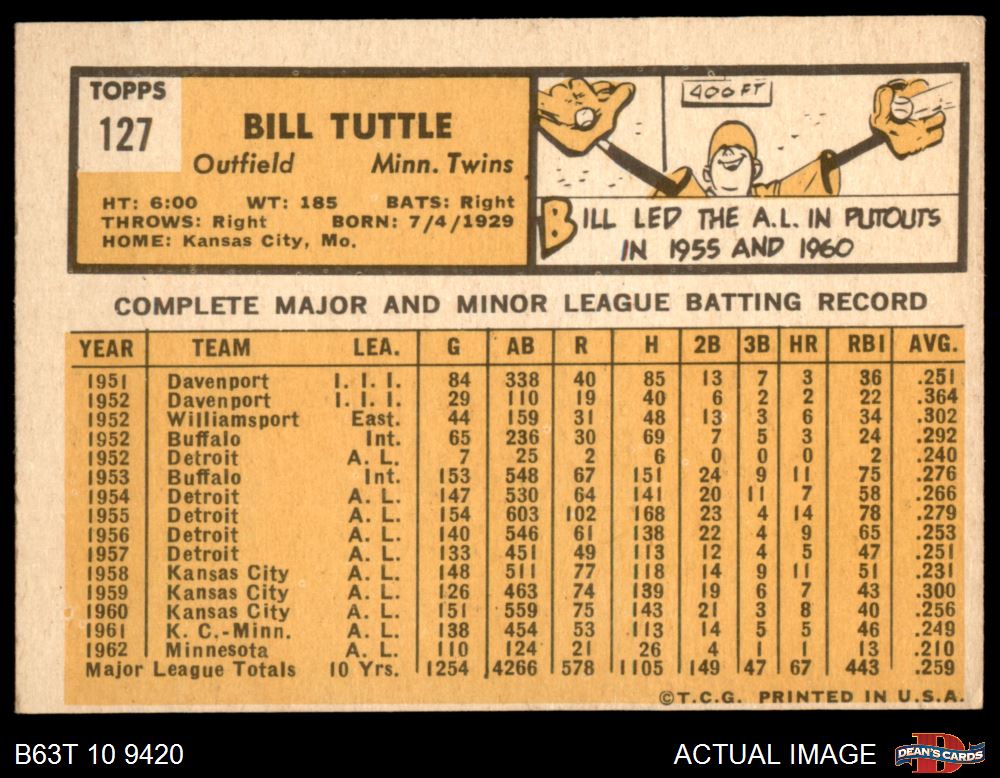 TOPPS
127
BILL TUTTLE
Outfield Minn. Twins
HT: 6:00 WT: 185 BATS: Right
THROWS: Right BORN: 7/4/1929
HOME: Kansas City, Mo.
400 FT
BILL LED THE A.L. IN PUTOUTS
IN 1955 AND 1960
COMPLETE MAJOR AND MINOR LEAGUE BATTING RECORD
YEAR TEAM LEA. G AB R H 2B 3B HR RBI AVG.
1951 Davenport I. I. I. 84 338 40 85 13 7 3 36 .251
1952 Davenport I. I. I. 29 110 19 40 6 2 2 22 .364
1952 Williamsport East. 44 159 31 48 13 3 6 34 .302
1952 Buffalo Int. 65 236 30 69 7 5 3 24 .292
1952 Detroit A. L. 7 25 2 6 0 0 0 2 .240
1953 Buffalo Int. 153 548 67 151 24 9 11 75 .276
1954 Detroit A. L. 147 530 64 141 20 11 7 58 .266
1955 Detroit A. L. 154 603 102 168 23 4 14 78 .279
1956 Detroit A. L. 140 546 61 138 22 4 9 65 .253
1957 Detroit A. L. 133 451 49 113 12 4 5 47 .251
1958 Kansas City A. L. 148 511 77 118 14 9 11 51 .231
1959 Kansas City A. L. 126 463 74 139 19 6 7 43 .300
1960 Kansas City A. L. 151 559 75 143 21 3 8 40 .256
1961 K. C.-Minn. A. L. 138 454 53 113 14 5 5 46 .249
1962 Minnesota A. L. 110 124 21 26 4 1 1 13 .210
Major League Totals 10 Yrs. 1254 4266 578 1105 149 47 67 443 .259
©T.C.G. PRINTED IN U.S.A.
B63T 10 9420 ACTUAL IMAGE DEAN'S CARDS